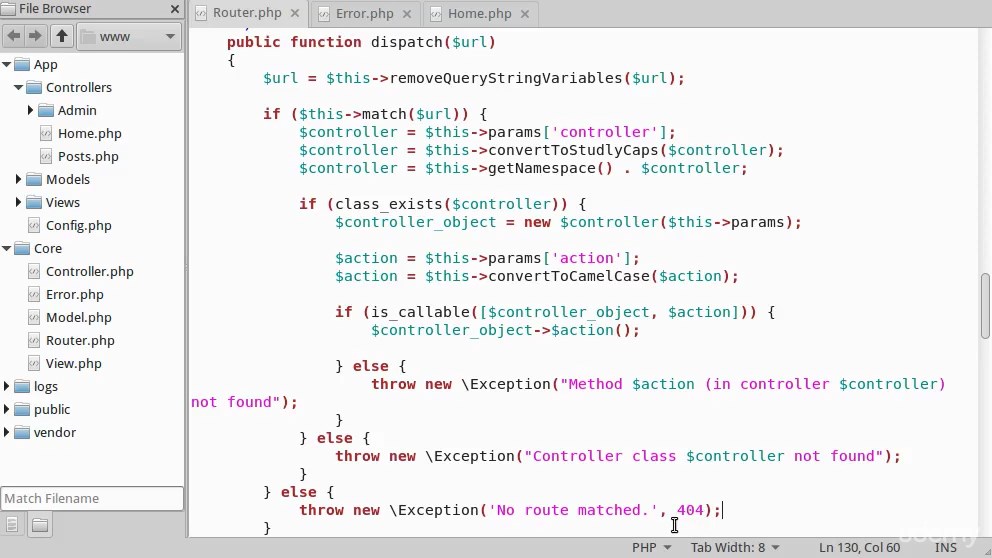 File Browser
www
App
Controllers
Admin
Home.php
Posts.php
Models
Views
Config.php
Core
Controller.php
Error.php
Model.php
Router.php
View.php
logs
public
vendor
Match Filename
Router.php
Error.php
Home.php
public function dispatch($url)
{
$url = $this->removeQueryStringVariables($url);
if ($this->match($url)) {
$controller = $this->params['controller'];
$controller = $this->convertToStudlyCaps($controller);
$controller = $this->getNamespace() . $controller;
if (class_exists($controller)) {
$controller_object = new $controller($this->params);
$action = $this->params['action'];
$action = $this->convertToCamelCase($action);
if (is_callable([$controller_object, $action])) {
$controller_object->$action();
} else {
throw new \Exception("Method $action (in controller $controller)
not found");
}
} else {
throw new \Exception("Controller class $controller not found");
}
} else {
throw new \Exception('No route matched.', 404);
}
udemy
PHP
Tab Width: 8
Ln 130, Col 60
INS